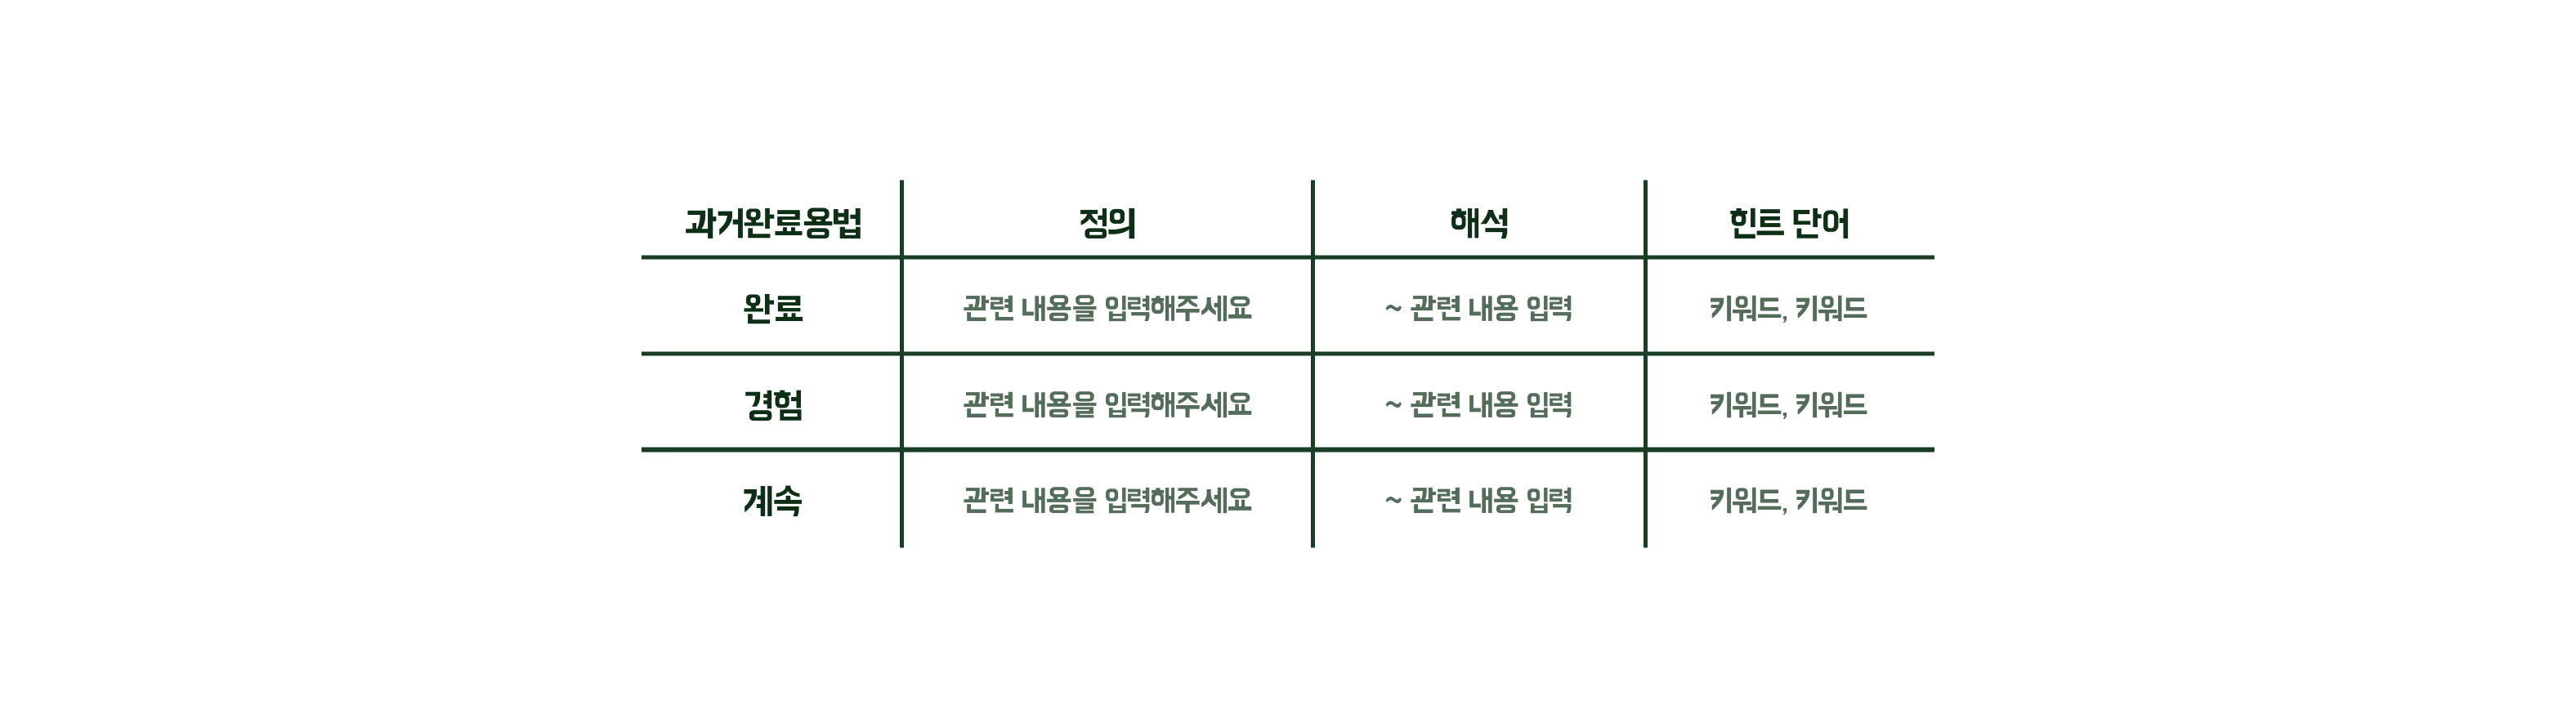 과거완료용법 정의 해석 힌트 단어
완료 관련 내용을 입력해주세요 ~ 관련 내용 입력 키워드, 키워드
경험 관련 내용을 입력해주세요 ~ 관련 내용 입력 키워드, 키워드
계속 관련 내용을 입력해주세요 ~ 관련 내용 입력 키워드, 키워드